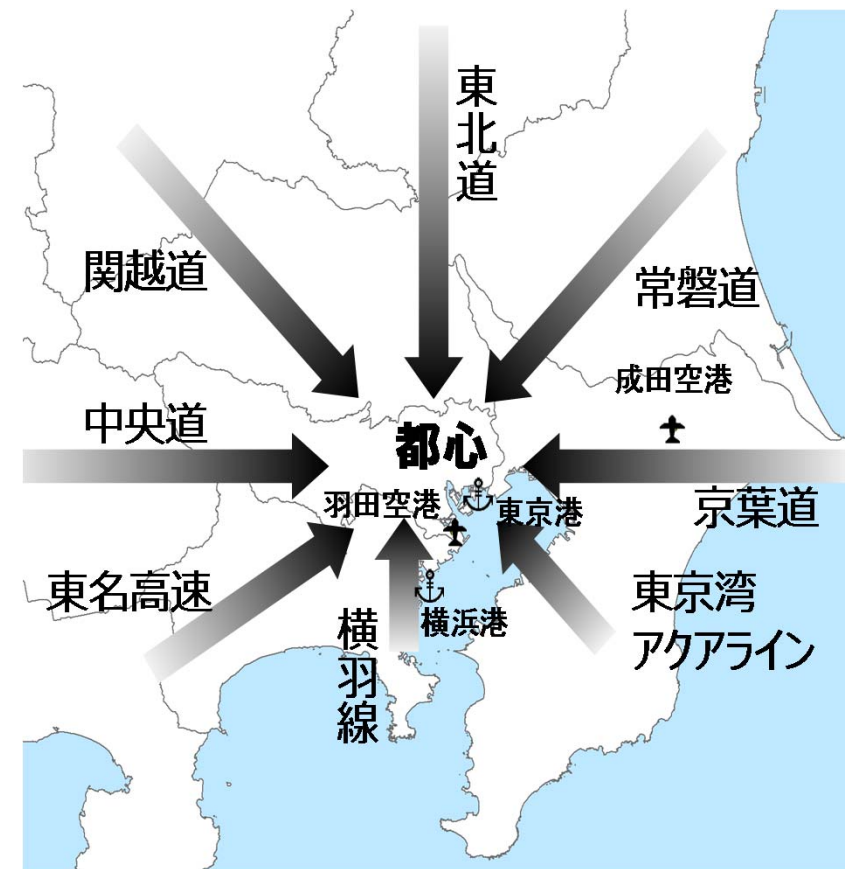 東北道
関越道
常磐道
成田空港
中央道
都心
羽田空港
東京港
京葉道
東名高速
横羽線
横浜港
東京湾
アクアライン